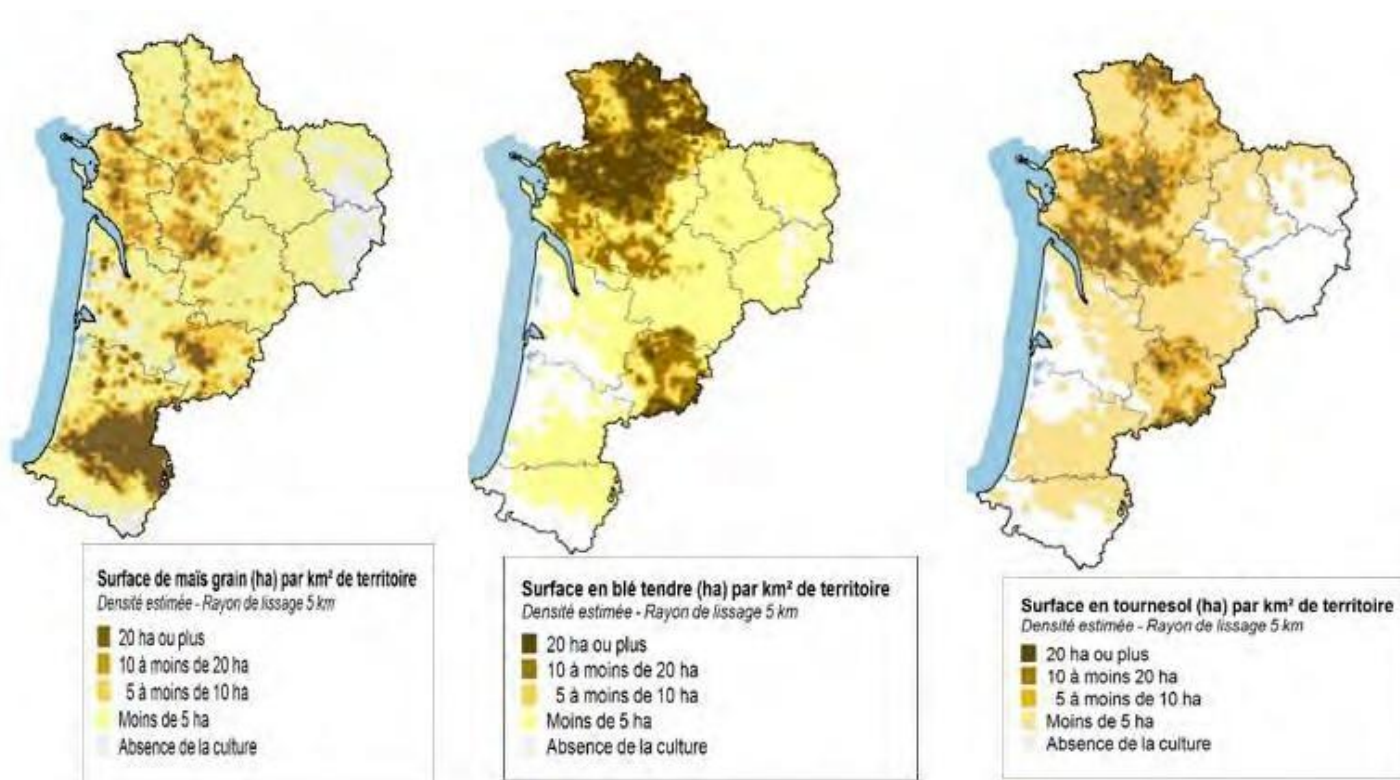 Surface de maïs grain (ha) par km² de territoire
Densité estimée - Rayon de lissage 5 km
20 ha ou plus
10 à moins de 20 ha
5 à moins de 10 ha
Moins de 5 ha
Absence de la culture
Surface en blé tendre (ha) par km² de territoire
Densité estimée - Rayon de lissage 5 km
20 ha ou plus
10 à moins de 20 ha
5 à moins de 10 ha
Moins de 5 ha
Absence de la culture
Surface en tournesol (ha) par km² de territoire
Densité estimée - Rayon de lissage 5 km
20 ha ou plus
10 à moins 20 ha
5 à moins de 10 ha
Moins de 5 ha
Absence de la culture